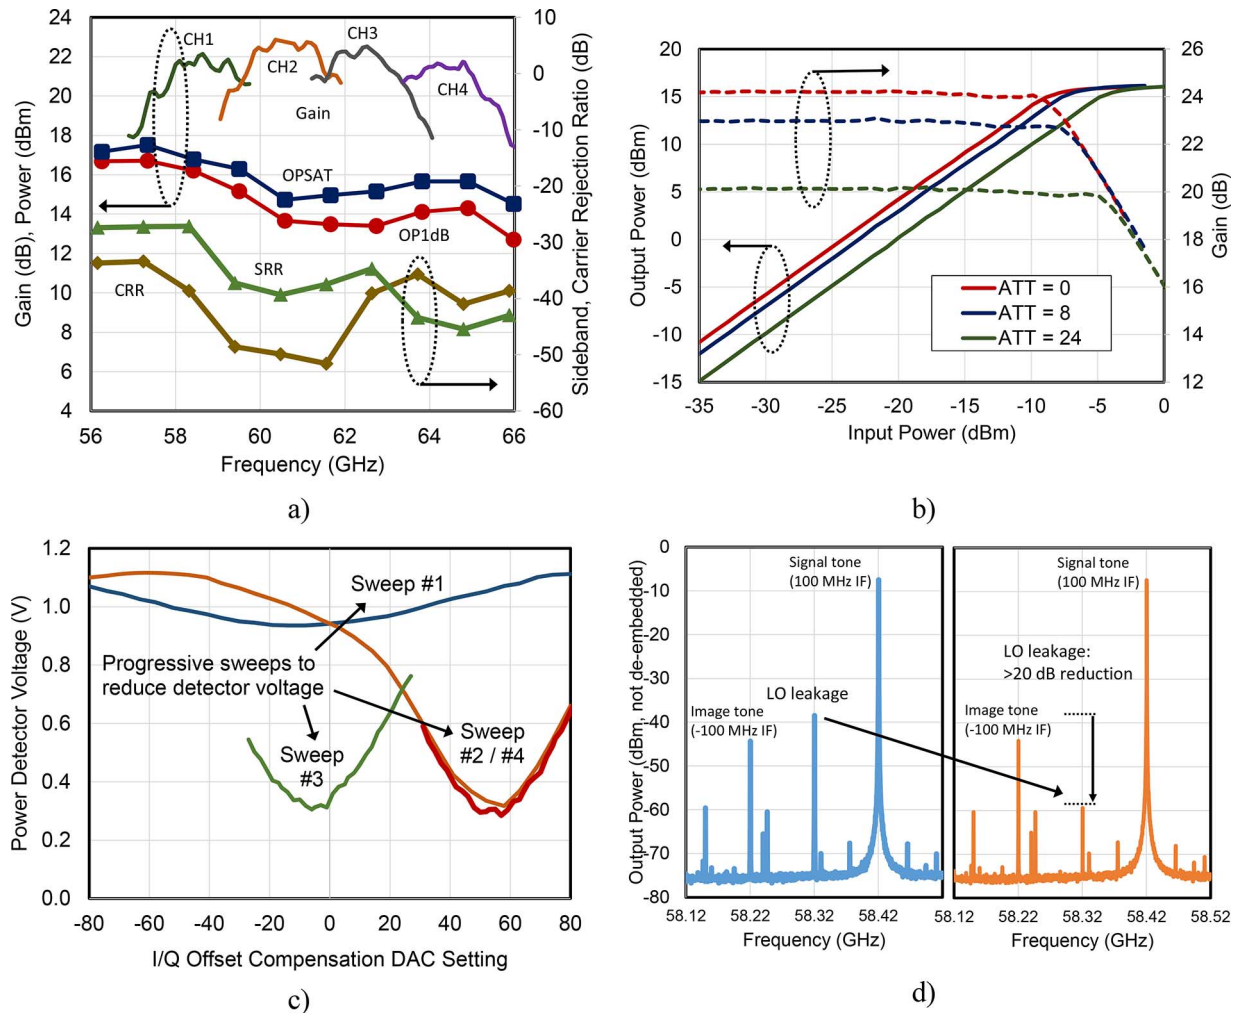 24
22
20
18
16
14
12
10
8
6
4
Gain (dB), Power (dBm)
10
0
-10
-20
-30
-40
-50
-60
Sideband, Carrier Rejection Ratio (dB)
CH1
CH2
CH3
CH4
Gain
OPSAT
OP1dB
SRR
CRR
56 58 60 62 64 66
Frequency (GHz)
a)
20
15
10
5
0
-5
-10
-15
Output Power (dBm)
26
24
22
20
18
16
14
12
Gain (dB)
ATT = 0
ATT = 8
ATT = 24
-35 -30 -25 -20 -15 -10 -5 0
Input Power (dBm)
b)
1.2
1.0
0.8
0.6
0.4
0.2
0.0
Power Detector Voltage (V)
Sweep #1
Progressive sweeps to
reduce detector voltage
Sweep
#3
Sweep
#2 / #4
-80 -60 -40 -20 0 20 40 60 80
I/Q Offset Compensation DAC Setting
c)
0
-10
-20
-30
-40
-50
-60
-70
-80
Output Power (dBm, not de-embedded)
Signal tone
(100 MHz IF)
LO leakage
Image tone
(-100 MHz IF)
58.12 58.22 58.32 58.42
Frequency (GHz)
Signal tone
(100 MHz IF)
LO leakage:
>20 dB reduction
Image tone
(-100 MHz IF)
58.12 58.22 58.32 58.42 58.52
Frequency (GHz)
d)